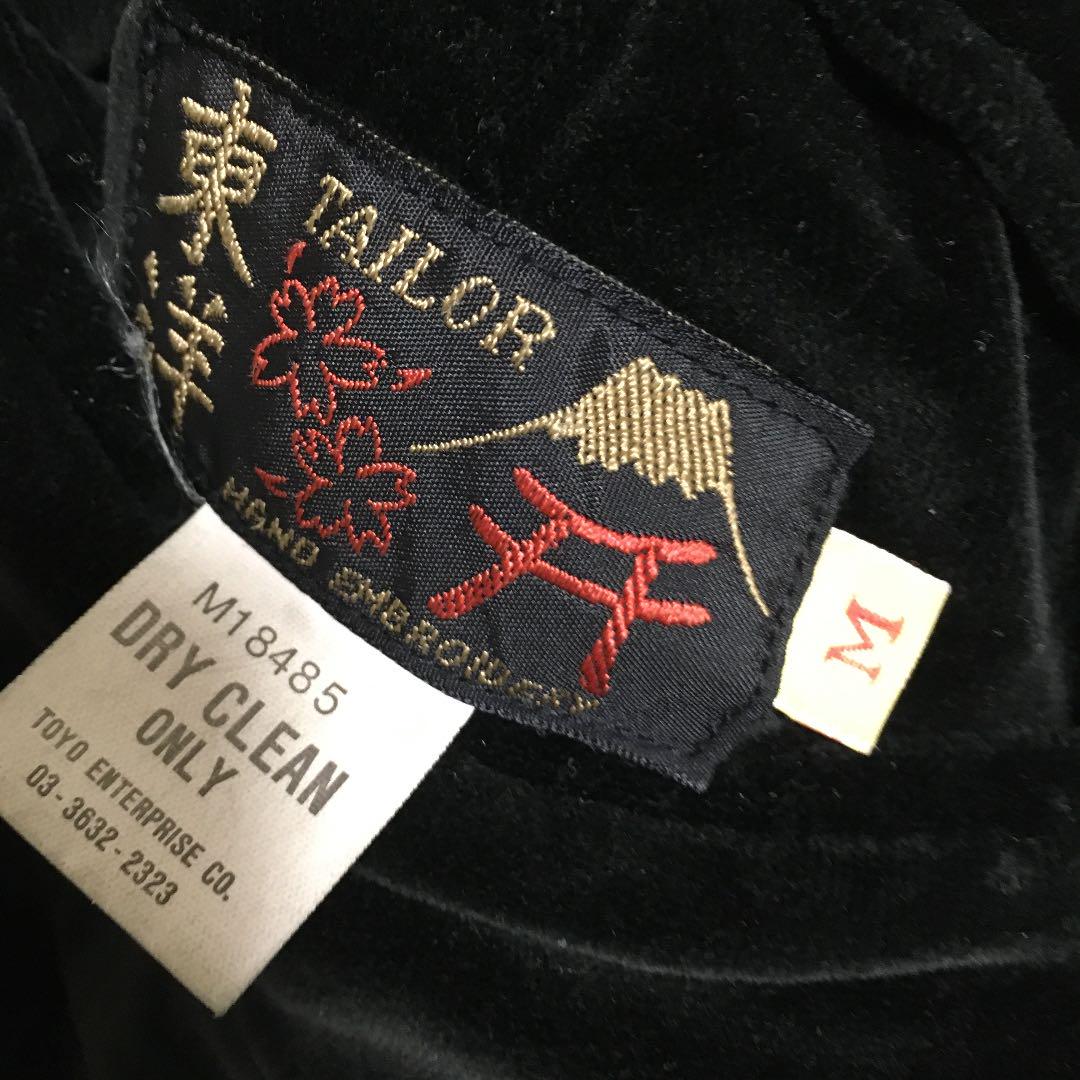 東洋
TAILOR
HAND EMBROIDERY
M
M18485
DRY CLEAN
ONLY
TOYO ENTERPRISE CO.
03-3632-2323